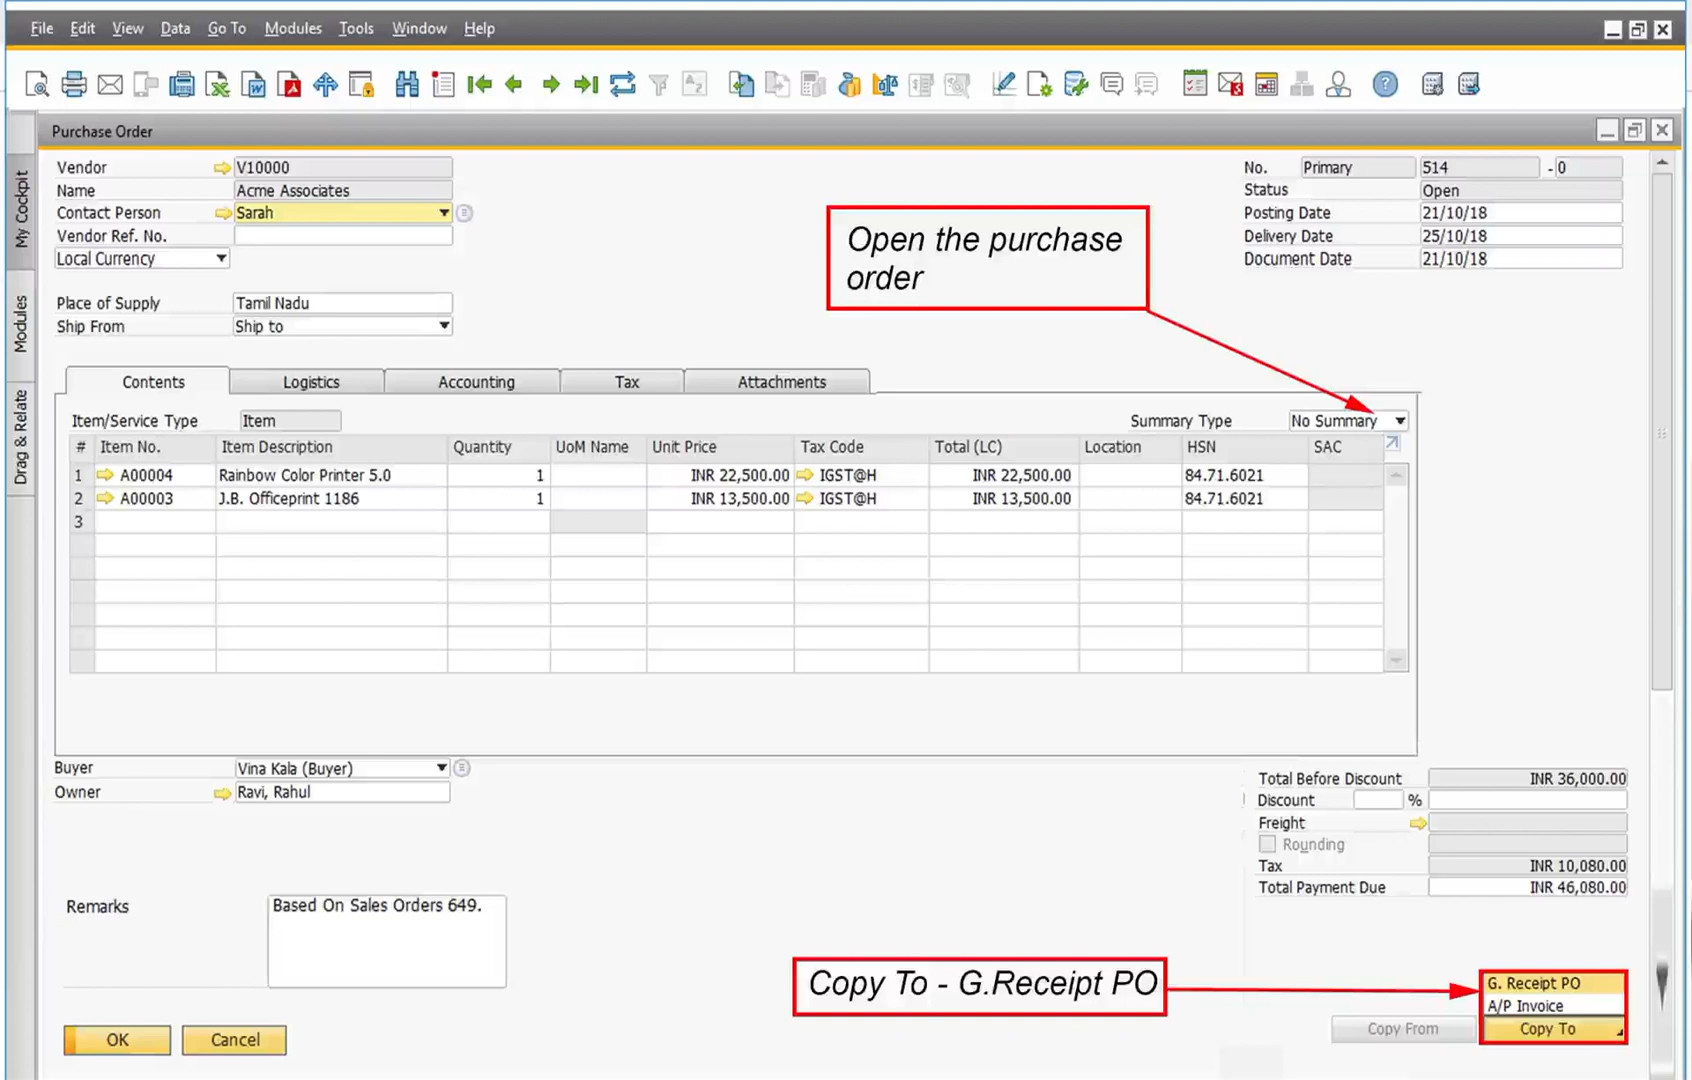 File Edit View Data Go To Modules Tools Window Help
Purchase Order
My Cockpit
Modules
Drag & Relate
Vendor V10000
Name Acme Associates
Contact Person Sarah
Vendor Ref. No.
Local Currency
Place of Supply Tamil Nadu
Ship From Ship to
No. Primary 514 - 0
Status Open
Posting Date 21/10/18
Delivery Date 25/10/18
Document Date 21/10/18
Open the purchase
order
Contents Logistics Accounting Tax Attachments
Item/Service Type Item Summary Type No Summary
# Item No. Item Description Quantity UoM Name Unit Price Tax Code Total (LC) Location HSN SAC
1 A00004 Rainbow Color Printer 5.0 1 INR 22,500.00 IGST@H INR 22,500.00 84.71.6021
2 A00003 J.B. Officeprint 1186 1 INR 13,500.00 IGST@H INR 13,500.00 84.71.6021
3
Buyer Vina Kala (Buyer)
Owner Ravi, Rahul
Total Before Discount INR 36,000.00
Discount %
Freight
Rounding
Tax INR 10,080.00
Total Payment Due INR 46,080.00
Remarks Based On Sales Orders 649.
Copy To - G.Receipt PO
G. Receipt PO
A/P Invoice
Copy From Copy To
OK Cancel